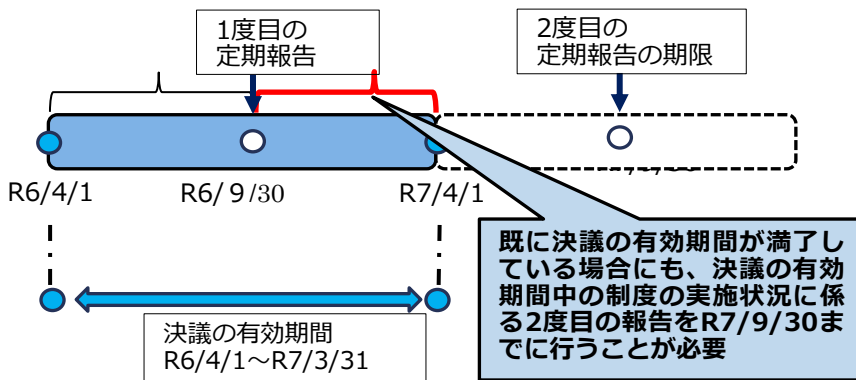 1度目の
定期報告
2度目の
定期報告の期限
R6/4/1
R6/９/30
R7/4/1
既に決議の有効期間が満了し
ている場合にも、決議の有効
期間中の制度の実施状況に係
る2度目の報告をR7/9/30ま
でに行うことが必要
決議の有効期間
R6/4/1～R7/3/31